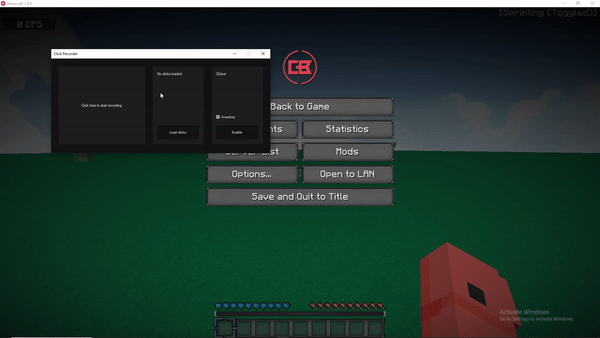 Minecraft 1.8.9
0 CPS
[Sprinting (Toggled)]
Click Recorder
No clicks loaded
Clicker
Click here to start recording
Inventory
Load clicks
Enable
CB
Back to Game
Statistics
Mods
Options...
Open to LAN
Save and Quit to Title
Activate Windows
Go to Settings to activate Windows.